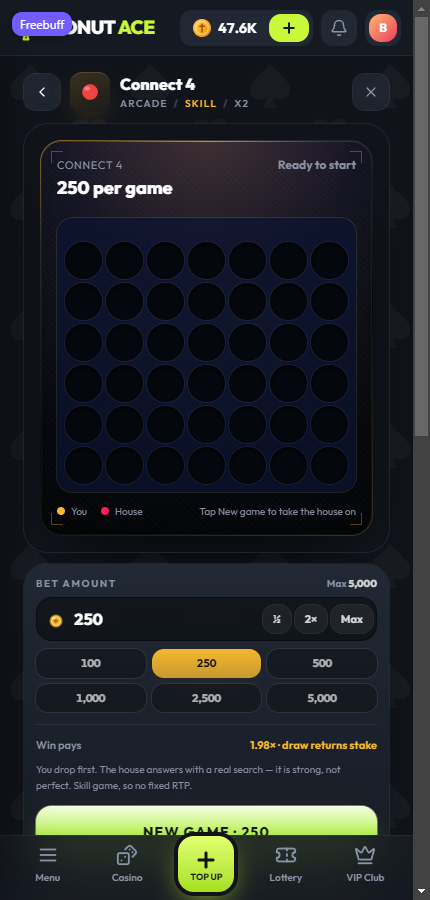 Freebuff
ONUT ACE
47.6K
B
Connect 4
ARCADE / SKILL / X2
CONNECT 4
Ready to start
250 per game
You
House
Tap New game to take the house on
BET AMOUNT
Max 5,000
250
½
2×
Max
100
250
500
1,000
2,500
5,000
Win pays
1.98× · draw returns stake
You drop first. The house answers with a real search — it is strong, not
perfect. Skill game, so no fixed RTP.
NEW GAME · 250
Menu
Casino
TOP UP
Lottery
VIP Club